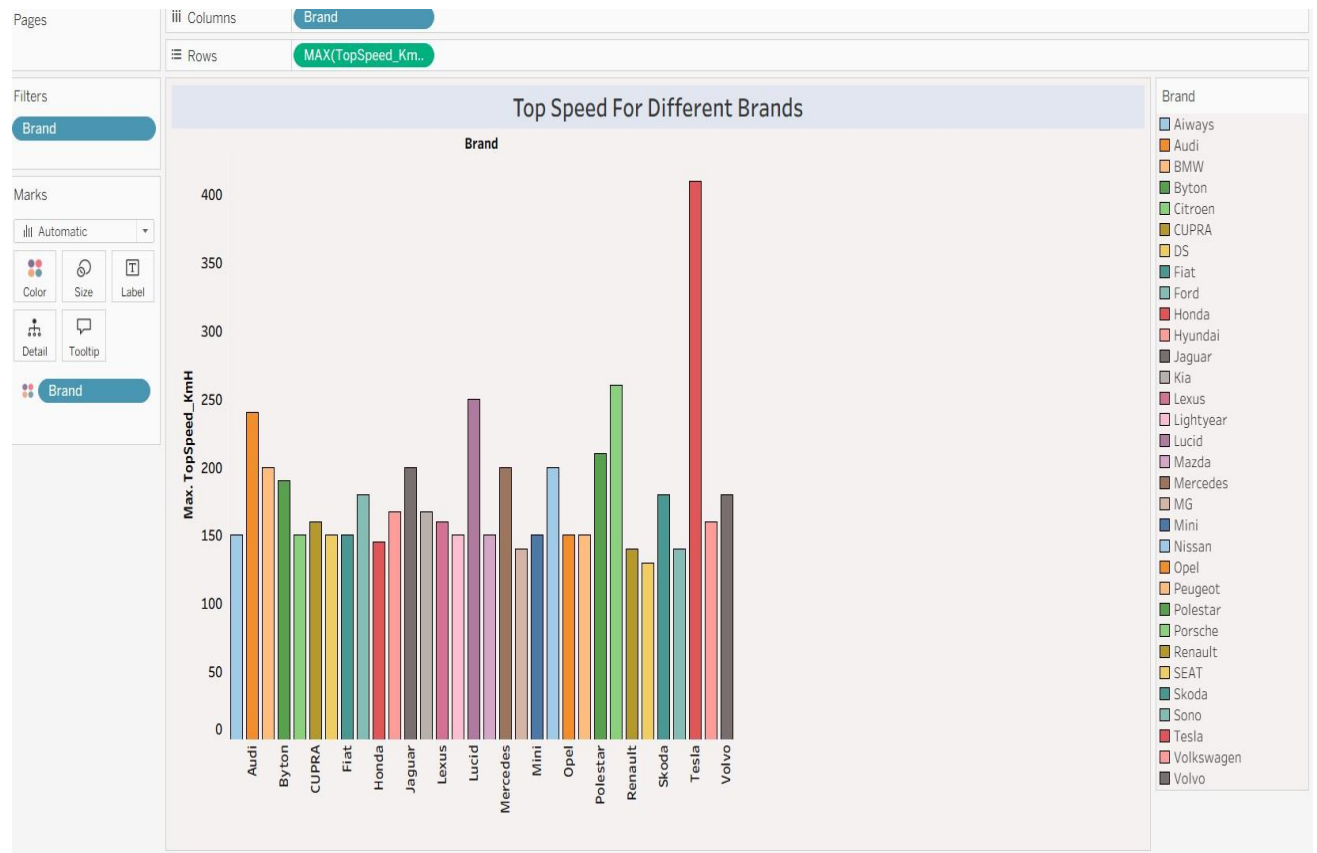 Pages
iii Columns
Brand
Rows
MAX(TopSpeed_Km..
Filters
Brand
Marks
Automatic
Color
Size
Label
Detail
Tooltip
Brand
Top Speed For Different Brands
Brand
Max. TopSpeed_KmH
400
350
300
250
200
150
100
50
0
Audi
Byton
CUPRA
Fiat
Honda
Jaguar
Lexus
Lucid
Mercedes
Mini
Opel
Polestar
Renault
Skoda
Tesla
Volvo
Brand
Aiways
Audi
BMW
Byton
Citroen
CUPRA
DS
Fiat
Ford
Honda
Hyundai
Jaguar
Kia
Lexus
Lightyear
Lucid
Mazda
Mercedes
MG
Mini
Nissan
Opel
Peugeot
Polestar
Porsche
Renault
SEAT
Skoda
Sono
Tesla
Volkswagen
Volvo